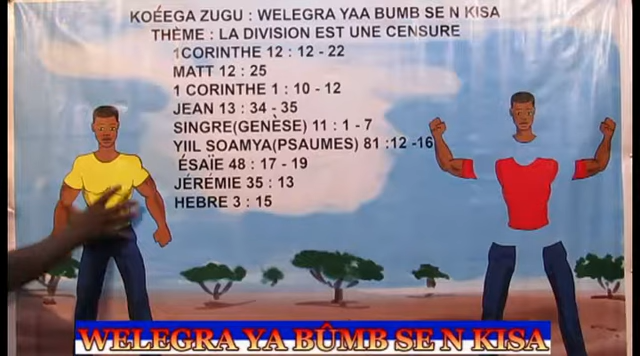 KOÉEGA ZUGU : WELEGRA YAA BUMB SE N KISA
THÈME : LA DIVISION EST UNE CENSURE
1CORINTHE 12 : 12 - 22
MATT 12 : 25
1 CORINTHE 1 : 10 - 12
JEAN 13 : 34 - 35
SINGRE(GENÈSE) 11 : 1 - 7
YIIL SOAMYA(PSAUMES) 81 :12 -16
ÉSAÏE 48 : 17 - 19
JÉRÉMIE 35 : 13
HEBRE 3 : 15
WELEGRA YA BÛMB SE N KISA